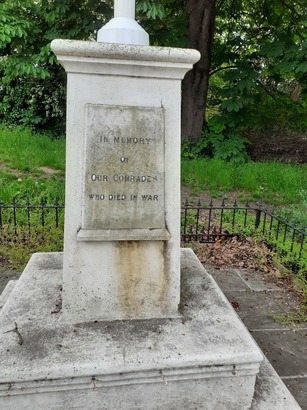 IN MEMORY
OF
OUR COMRADES
WHO DIED IN WAR